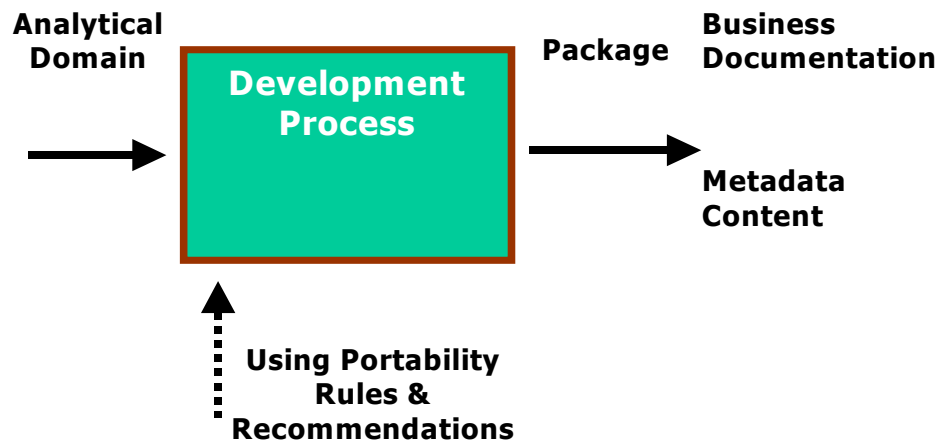 Analytical
Domain
Development
Process
Package
Business
Documentation
Metadata
Content
Using Portability
Rules &
Recommendations